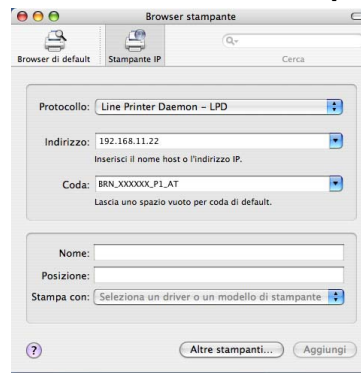 Browser stampante
Browser di default
Stampante IP
Cerca
Protocollo: Line Printer Daemon – LPD
Indirizzo: 192.168.11.22
Inserisci il nome host o l'indirizzo IP.
Coda: BRN_XXXXXX_P1_AT
Lascia uno spazio vuoto per coda di default.
Nome:
Posizione:
Stampa con: Seleziona un driver o un modello di stampante
?
Altre stampanti...
Aggiungi